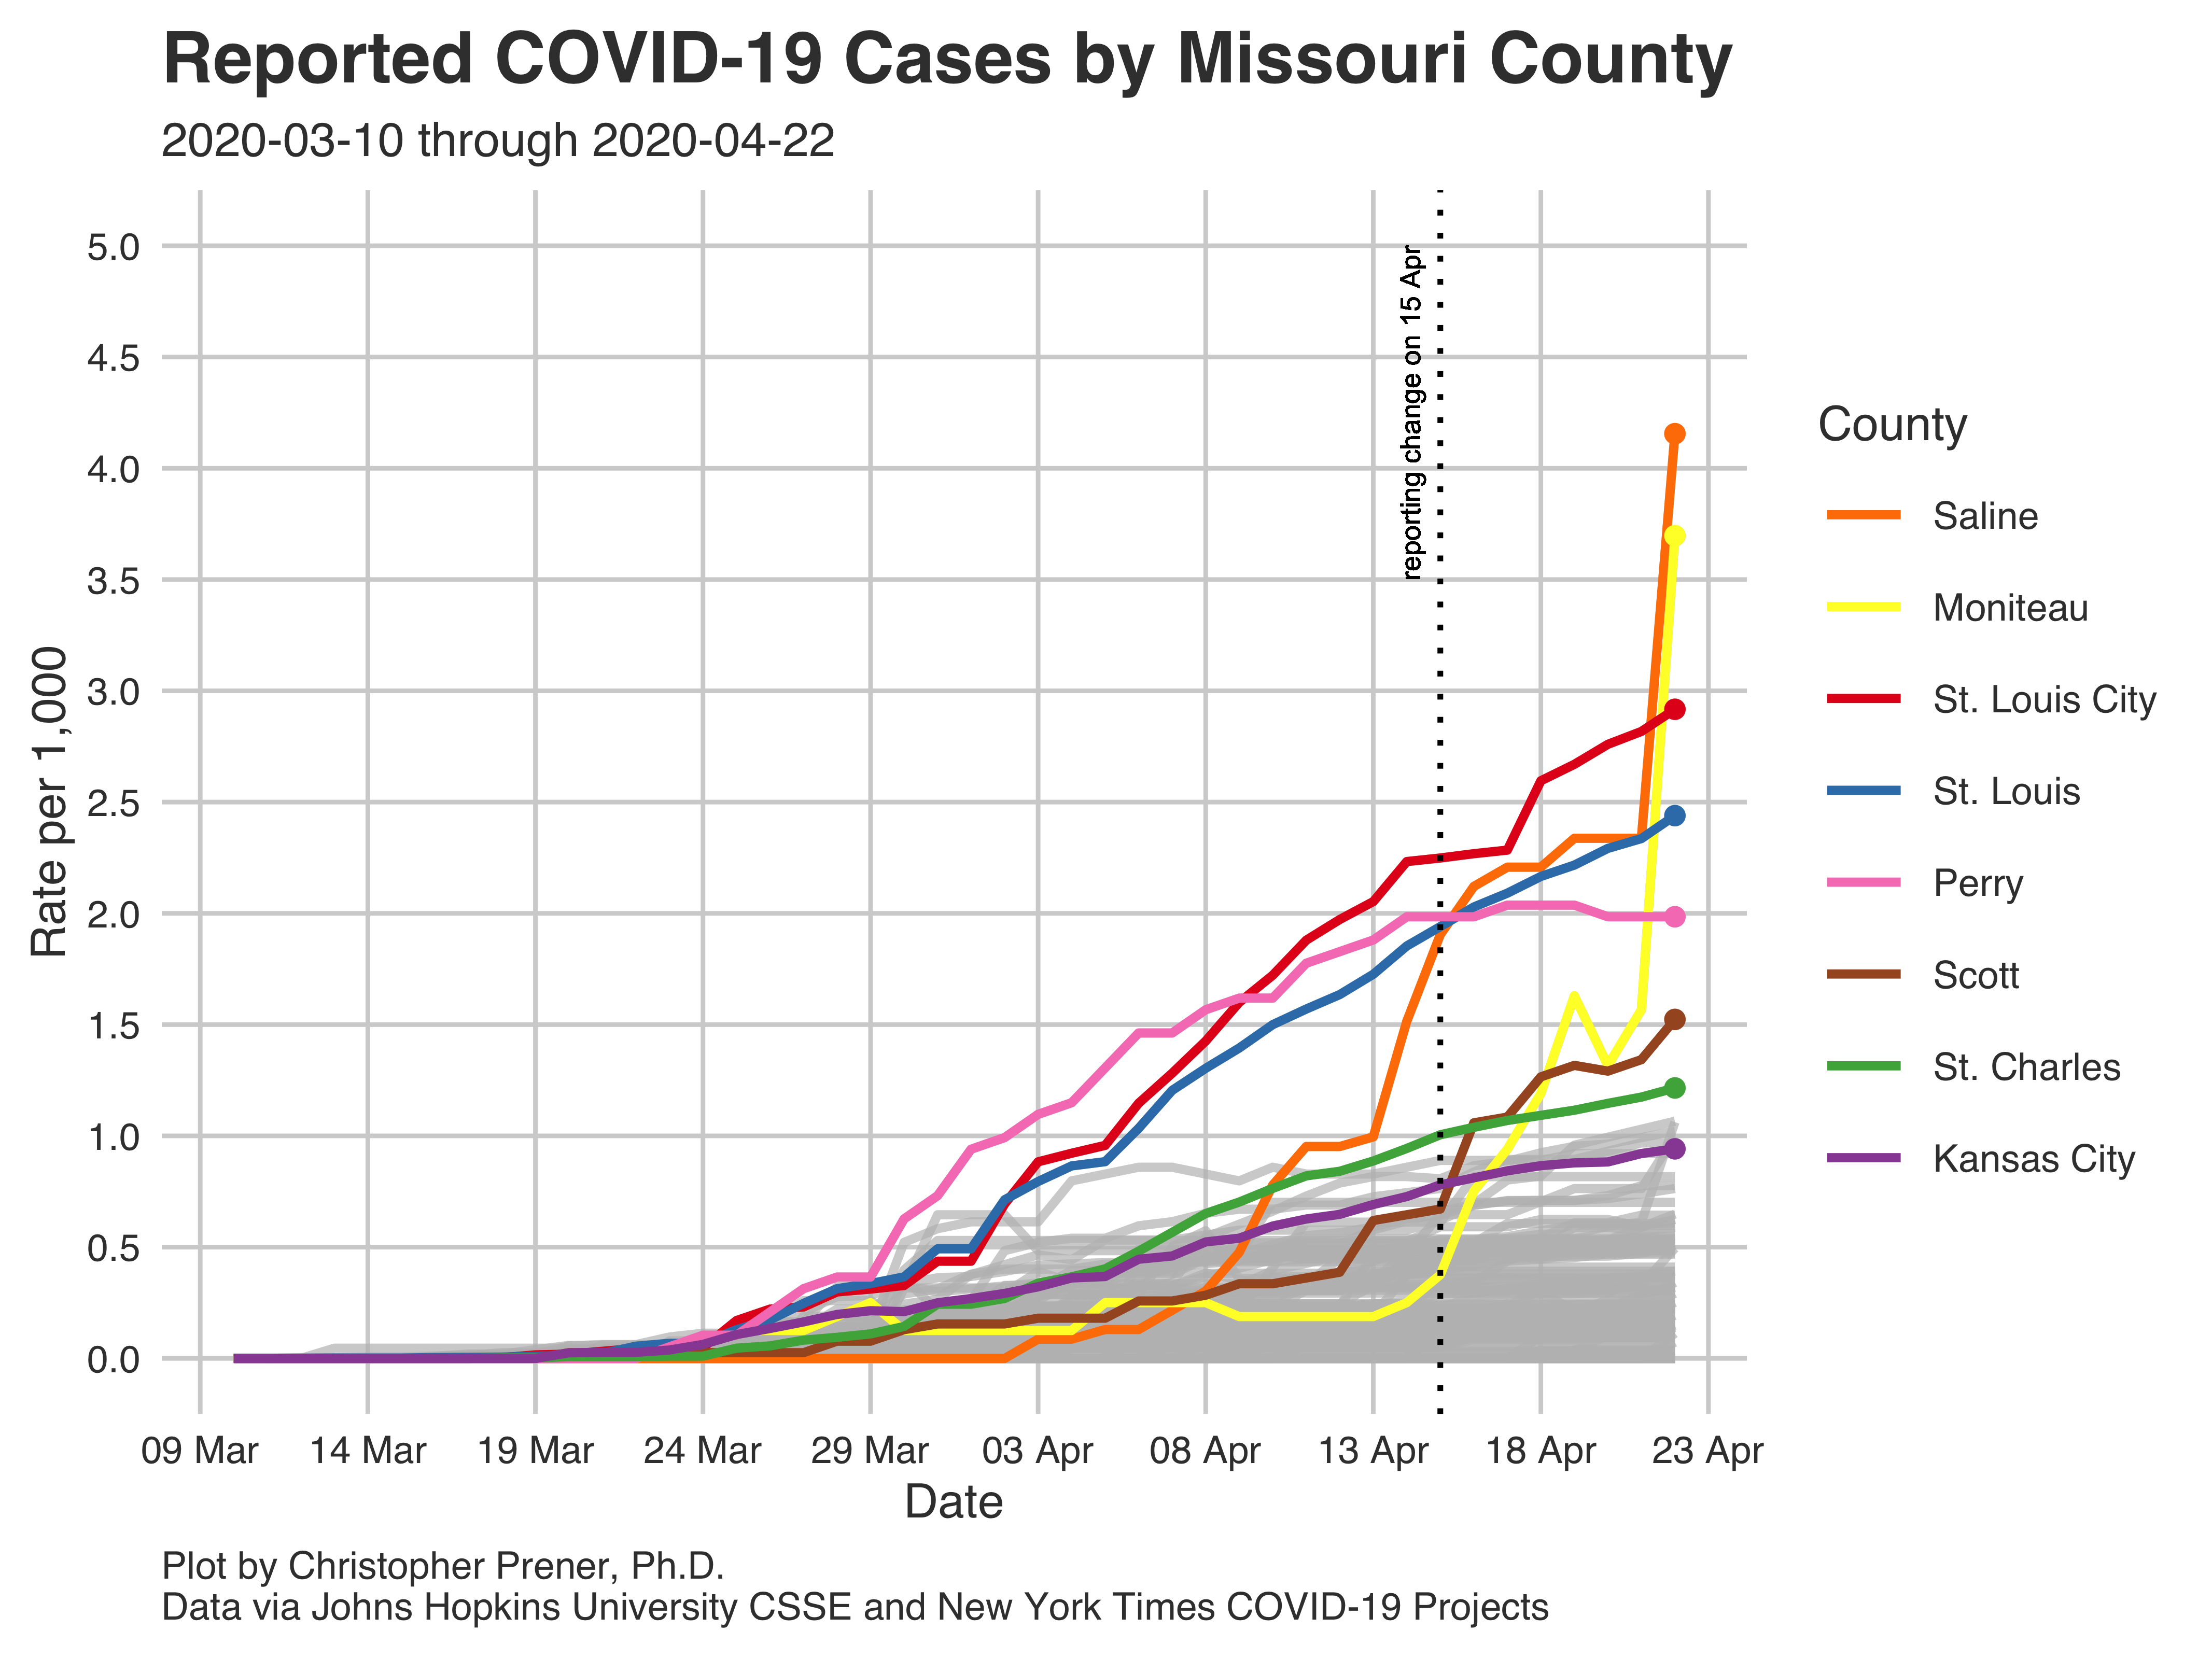 Reported COVID-19 Cases by Missouri County
2020-03-10 through 2020-04-22
Rate per 1,000
5.0
4.5
4.0
3.5
3.0
2.5
2.0
1.5
1.0
0.5
0.0
reporting change on 15 Apr
County
Saline
Moniteau
St. Louis City
St. Louis
Perry
Scott
St. Charles
Kansas City
09 Mar 14 Mar 19 Mar 24 Mar 29 Mar 03 Apr 08 Apr 13 Apr 18 Apr 23 Apr
Date
Plot by Christopher Prener, Ph.D.
Data via Johns Hopkins University CSSE and New York Times COVID-19 Projects